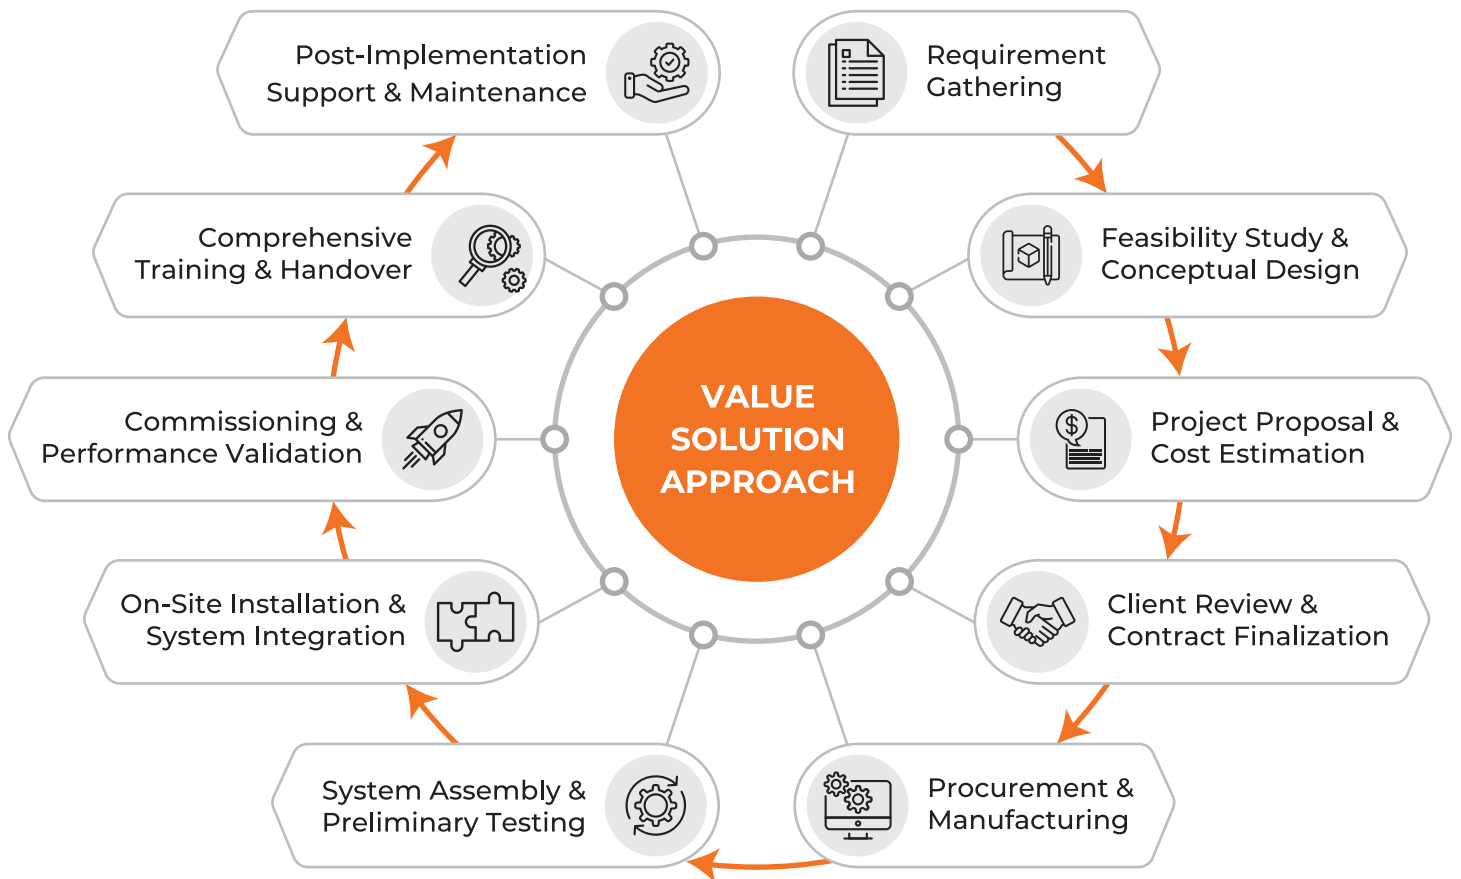 Post-Implementation
Support & Maintenance
Requirement
Gathering
Comprehensive
Training & Handover
Feasibility Study &
Conceptual Design
Commissioning &
Performance Validation
VALUE
SOLUTION
APPROACH
$
Project Proposal &
Cost Estimation
On-Site Installation &
System Integration
Client Review &
Contract Finalization
System Assembly &
Preliminary Testing
Procurement &
Manufacturing